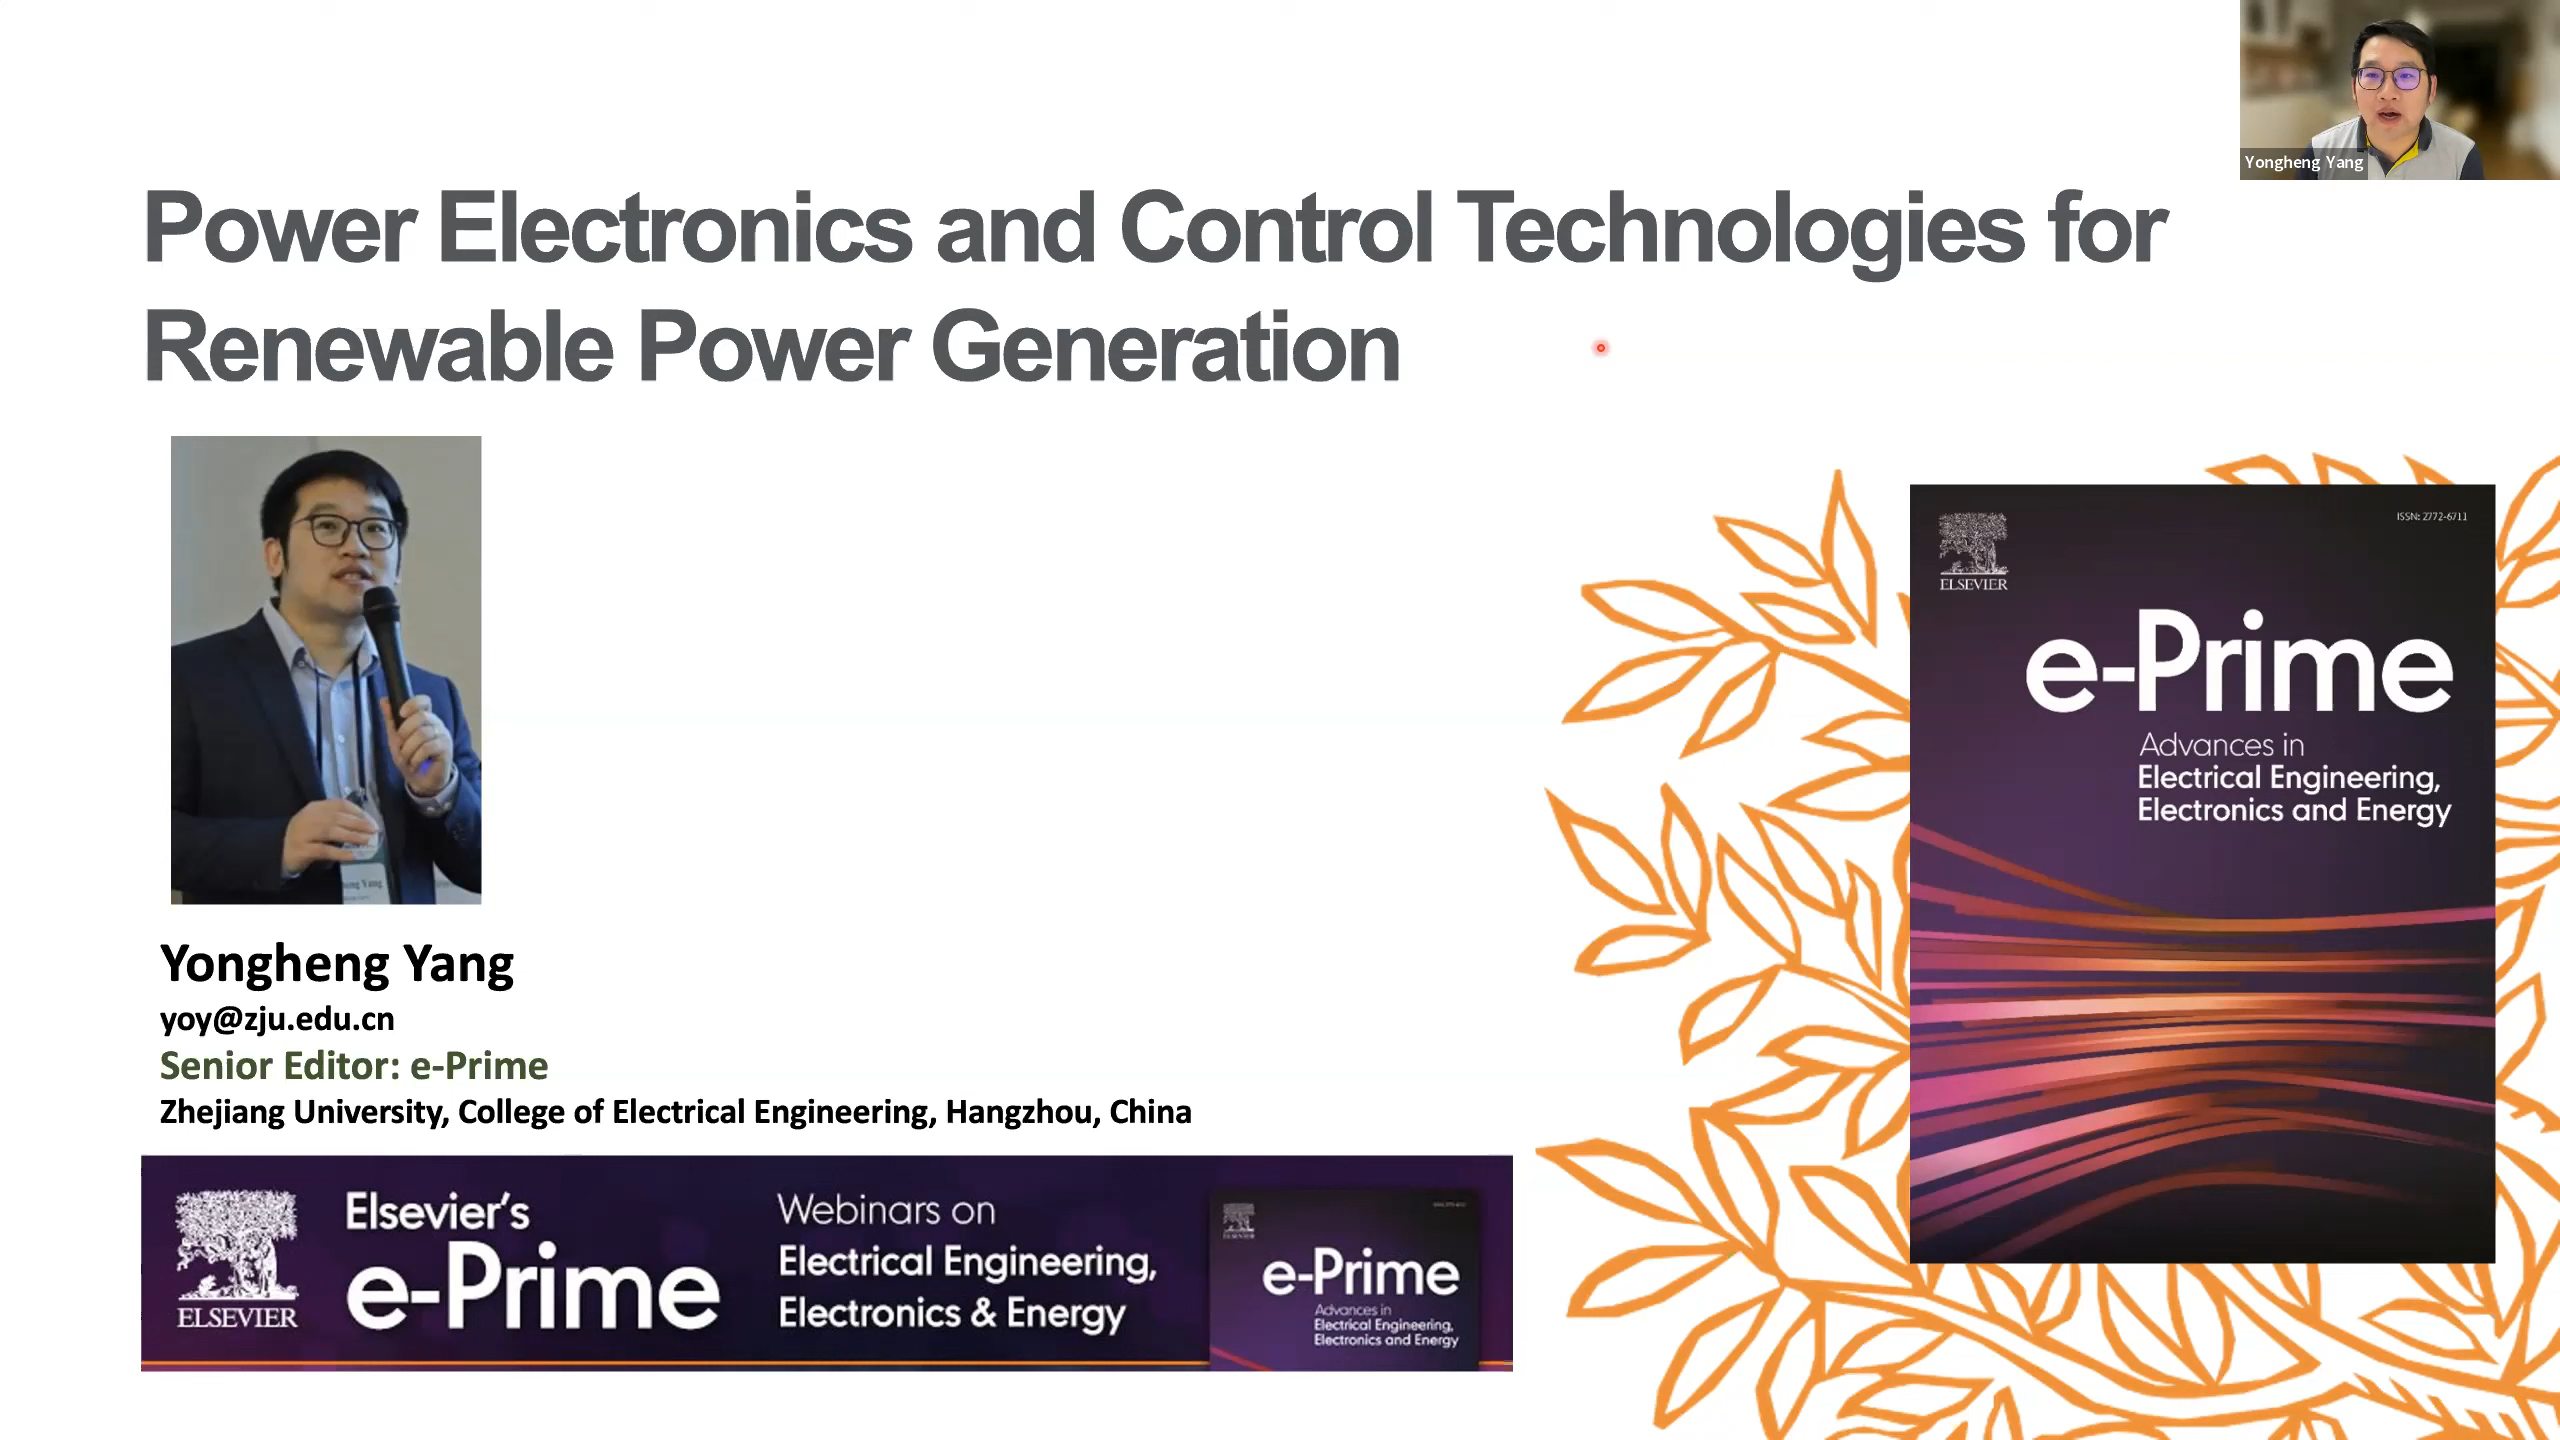 Yongheng Yang
Power Electronics and Control Technologies for
Renewable Power Generation
Yongheng Yang
yoy@zju.edu.cn
Senior Editor: e-Prime
Zhejiang University, College of Electrical Engineering, Hangzhou, China
ELSEVIER
Elsevier's
e-Prime
Webinars on
Electrical Engineering,
Electronics & Energy
ELSEVIER
e-Prime
Advances in
Electrical Engineering,
Electronics and Energy
ISSN: 2772-6711
ELSEVIER
e-Prime
Advances in
Electrical Engineering,
Electronics and Energy